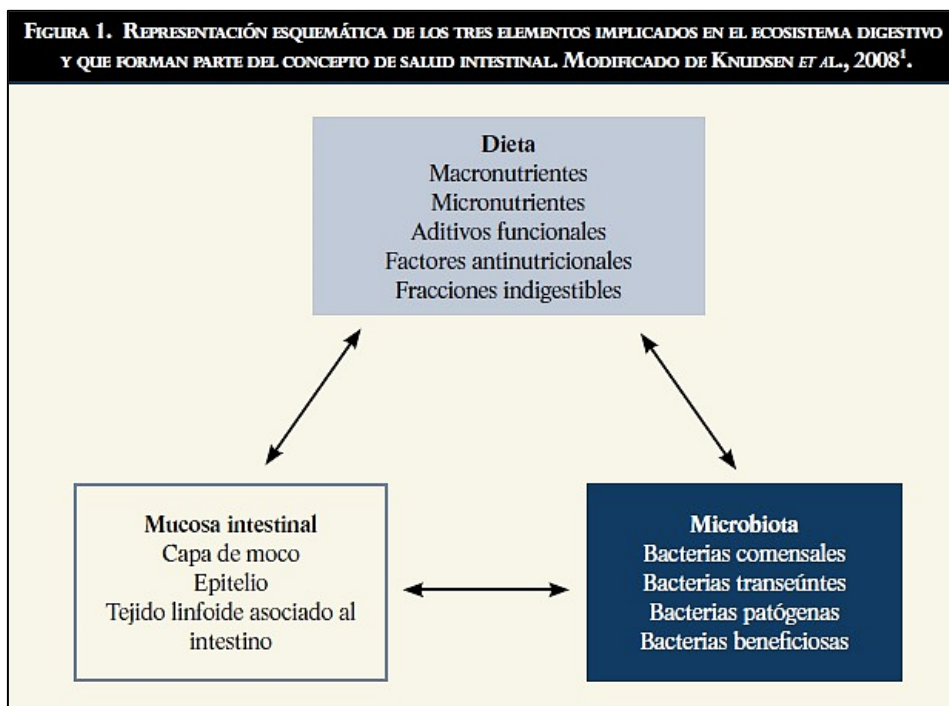 FIGURA 1. REPRESENTACIÓN ESQUEMÁTICA DE LOS TRES ELEMENTOS IMPLICADOS EN EL ECOSISTEMA DIGESTIVO
Y QUE FORMAN PARTE DEL CONCEPTO DE SALUD INTESTINAL. MODIFICADO DE KNUDSEN ET AL., 2008¹.
Dieta
Macronutrientes
Micronutrientes
Aditivos funcionales
Factores antinutricionales
Fracciones indigestibles
Mucosa intestinal
Capa de moco
Epitelio
Tejido linfoide asociado al
intestino
Microbiota
Bacterias comensales
Bacterias transeúntes
Bacterias patógenas
Bacterias beneficiosas